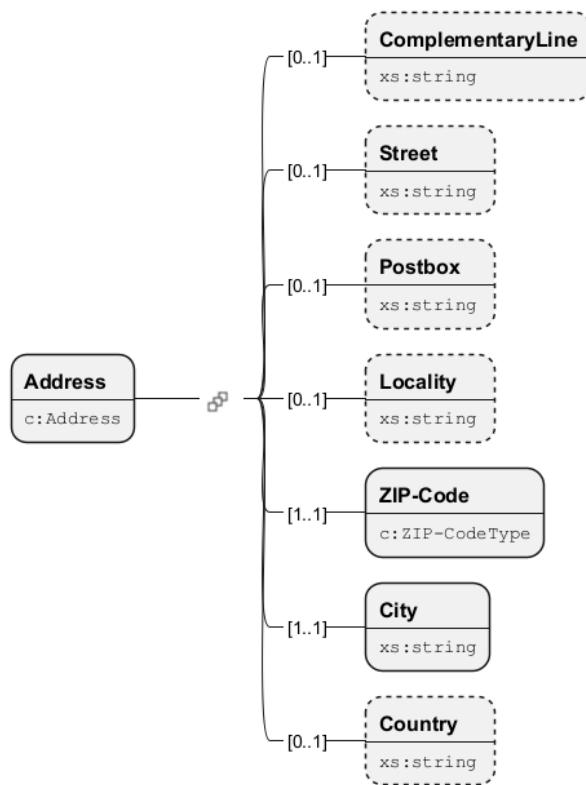 [0..1]
ComplementaryLine
xs:string
[0..1]
Street
xs:string
[0..1]
Postbox
xs:string
Address
c:Address
[0..1]
Locality
xs:string
[1..1]
ZIP-Code
c:ZIP-CodeType
[1..1]
City
xs:string
[0..1]
Country
xs:string